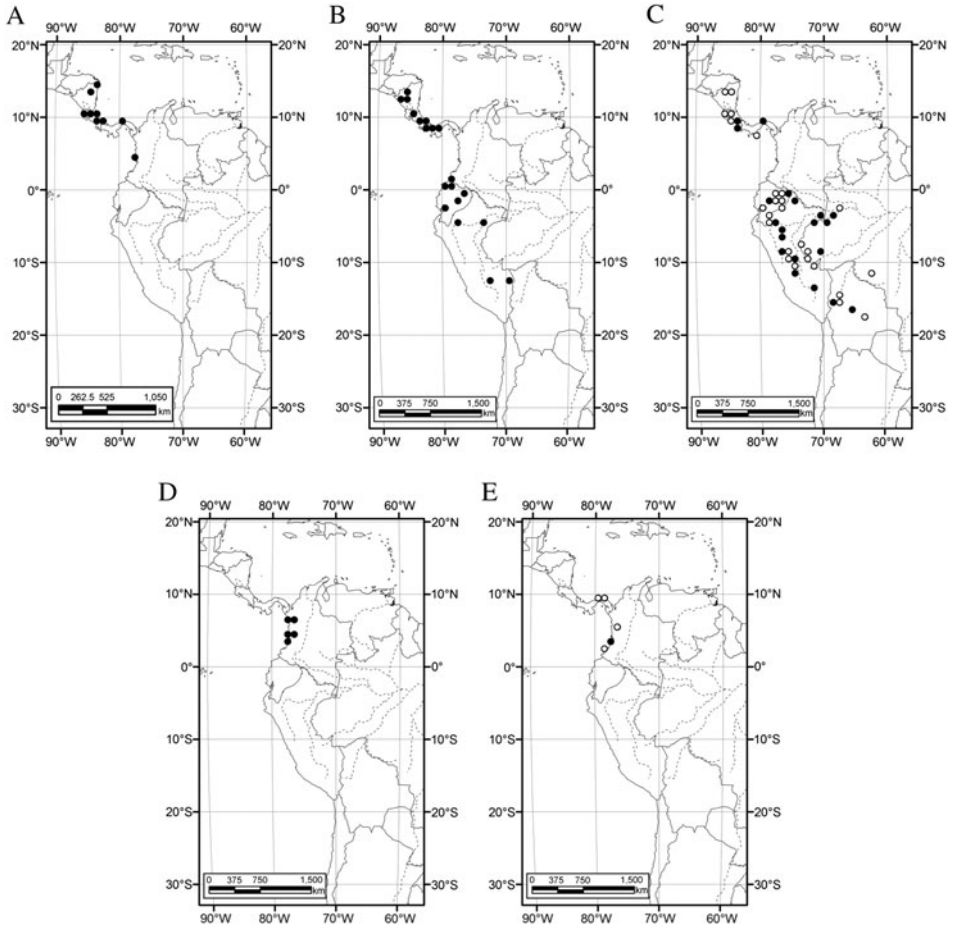 A
B
C
90°W 80°W 70°W 60°W
90°W 80°W 70°W 60°W
90°W 80°W 70°W 60°W
20°N 20°N 20°N 20°N 20°N 20°N
10°N 10°N 10°N 10°N 10°N 10°N
0° 0° 0° 0° 0° 0°
10°S 10°S 10°S 10°S 10°S 10°S
20°S 20°S 20°S 20°S 20°S 20°S
0 262.5 525 1,050
km
0 375 750 1,500
km
0 375 750 1,500
km
30°S 30°S 30°S 30°S 30°S 30°S
90°W 80°W 70°W 60°W
90°W 80°W 70°W 60°W
90°W 80°W 70°W 60°W
D
E
90°W 80°W 70°W 60°W
90°W 80°W 70°W 60°W
20°N 20°N 20°N 20°N
10°N 10°N 10°N 10°N
0° 0° 0° 0°
10°S 10°S 10°S 10°S
20°S 20°S 20°S 20°S
0 375 750 1,500
km
0 375 750 1,500
km
30°S 30°S 30°S 30°S
90°W 80°W 70°W 60°W
90°W 80°W 70°W 60°W